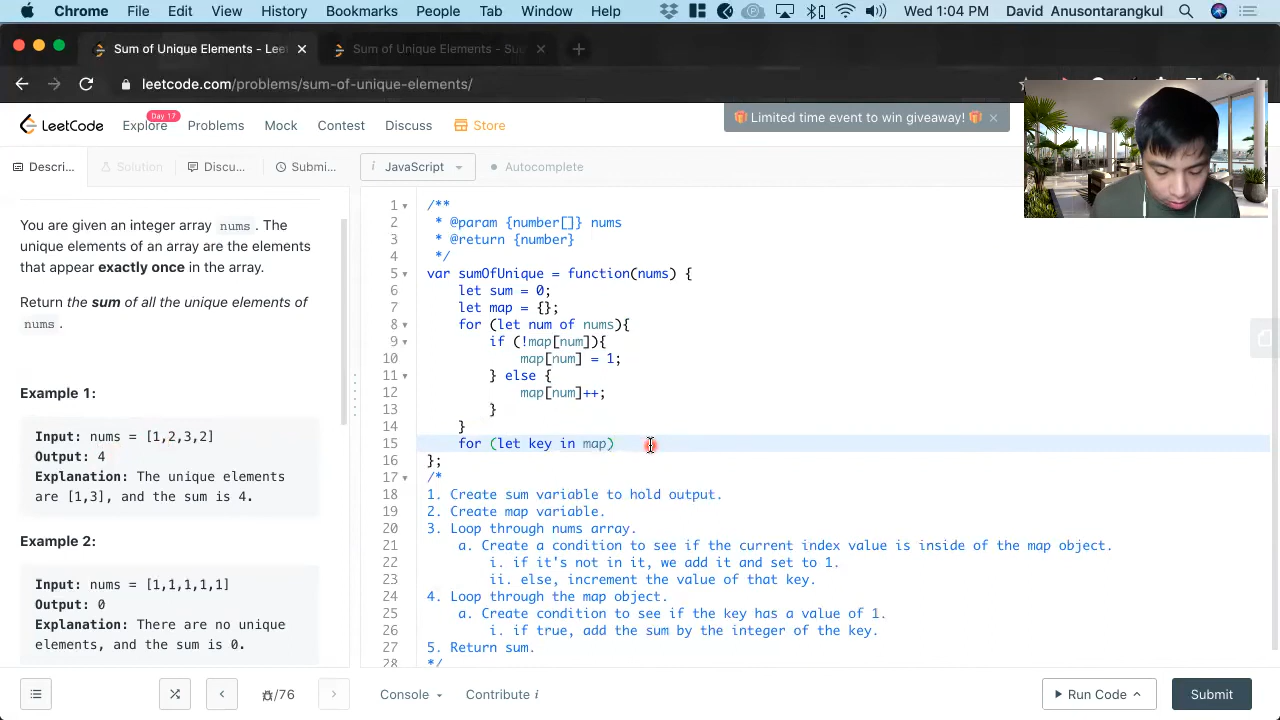 Chrome File Edit View History Bookmarks People Tab Window Help Wed 1:04 PM David Anusontarangkul
Sum of Unique Elements - Leet
Sum of Unique Elements - Su
leetcode.com/problems/sum-of-unique-elements/
LeetCode
Explore
Day 17
Problems
Mock
Contest
Discuss
Store
Limited time event to win giveaway!
Descri...
Solution
Discu...
Submi...
JavaScript
Autocomplete
You are given an integer array nums. The
unique elements of an array are the elements
that appear exactly once in the array.
Return the sum of all the unique elements of
nums.
Example 1:
Input: nums = [1,2,3,2]
Output: 4
Explanation: The unique elements
are [1,3], and the sum is 4.
Example 2:
Input: nums = [1,1,1,1,1]
Output: 0
Explanation: There are no unique
elements, and the sum is 0.
1 /**
2 * @param {number[]} nums
3 * @return {number}
4 */
5 var sumOfUnique = function(nums) {
6 let sum = 0;
7 let map = {};
8 for (let num of nums){
9 if (!map[num]){
10 map[num] = 1;
11 } else {
12 map[num]++;
13 }
14 }
15 for (let key in map)
16 };
17 /*
18 1. Create sum variable to hold output.
19 2. Create map variable.
20 3. Loop through nums array.
21 a. Create a condition to see if the current index value is inside of the map object.
22 i. if it's not in it, we add it and set to 1.
23 ii. else, increment the value of that key.
24 4. Loop through the map object.
25 a. Create condition to see if the key has a value of 1.
26 i. if true, add the sum by the integer of the key.
27 5. Return sum.
28 */
/76
Console
Contribute i
Run Code
Submit